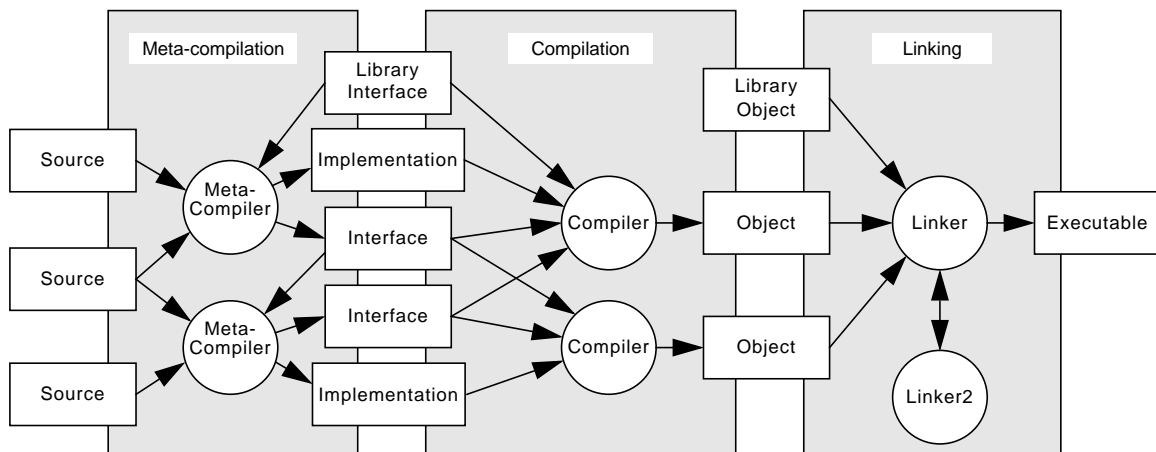 Meta-compilation
Compilation
Linking
Library
Interface
Library
Object
Source
Implementation
Meta-
Compiler
Compiler
Object
Linker
Executable
Interface
Source
Interface
Meta-
Compiler
Compiler
Object
Source
Implementation
Linker2